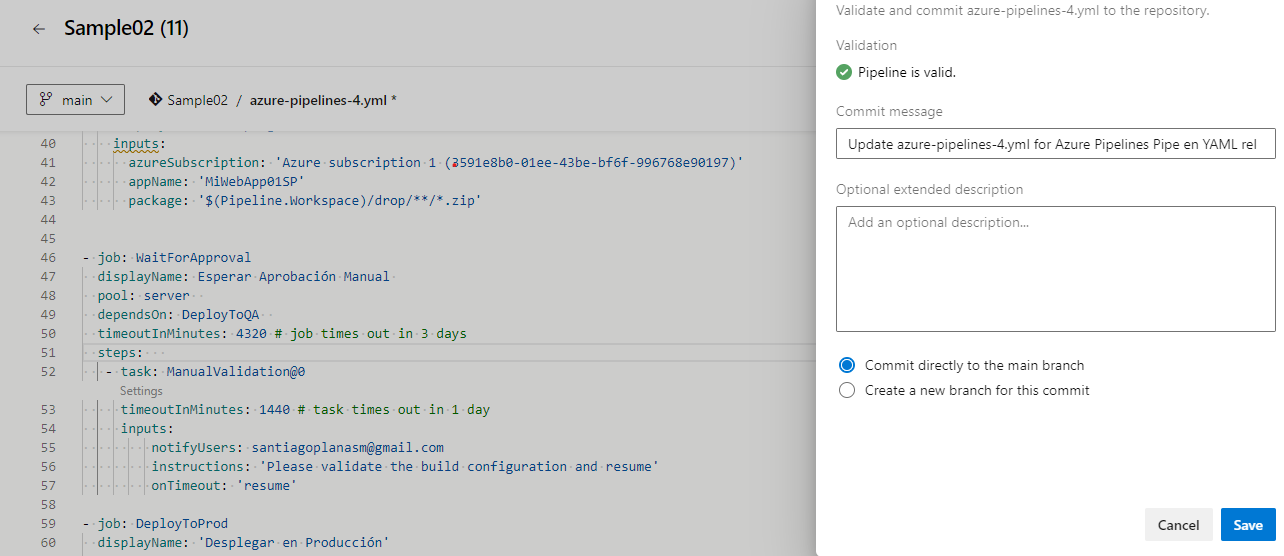 ← Sample02 (11)
main
Sample02 / azure-pipelines-4.yml *
40 inputs:
41 azureSubscription: 'Azure subscription 1 (3591e8b0-01ee-43be-bf6f-996768e90197)'
42 appName: 'MiWebApp01SP'
43 package: '$(Pipeline.Workspace)/drop/**/*.zip'
44
45
46 - job: WaitForApproval
47 displayName: Esperar Aprobación Manual
48 pool: server
49 dependsOn: DeployToQA
50 timeoutInMinutes: 4320 # job times out in 3 days
51 steps:
52 - task: ManualValidation@0
Settings
53 timeoutInMinutes: 1440 # task times out in 1 day
54 inputs:
55 notifyUsers: santiagoplanasm@gmail.com
56 instructions: 'Please validate the build configuration and resume'
57 onTimeout: 'resume'
58
59 - job: DeployToProd
60 displayName: 'Desplegar en Producción'
Validate and commit azure-pipelines-4.yml to the repository.
Validation
Pipeline is valid.
Commit message
Update azure-pipelines-4.yml for Azure Pipelines Pipe en YAML rel
Optional extended description
Add an optional description...
Commit directly to the main branch
Create a new branch for this commit
Cancel
Save